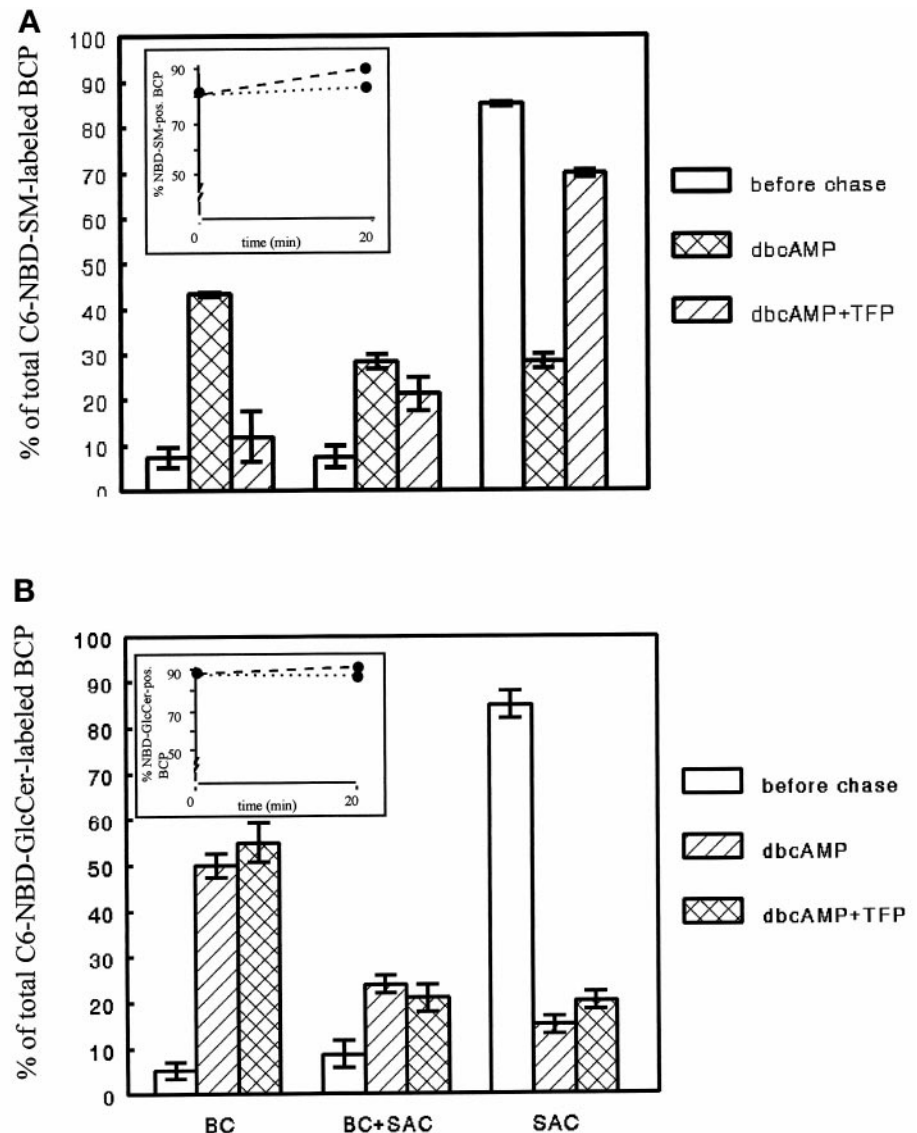 A
% of total C6-NBD-SM-labeled BCP
100
90
80
70
60
50
40
30
20
10
0
% NBD-SM-pos. BCP
90
70
50
0
20
time (min)
before chase
dbcAMP
dbcAMP+TFP
B
% of total C6-NBD-GlcCer-labeled BCP
100
90
80
70
60
50
40
30
20
10
0
% NBD-GlcCer-pos.
BCP
90
70
50
0
20
time (min)
before chase
dbcAMP
dbcAMP+TFP
BC
BC+SAC
SAC